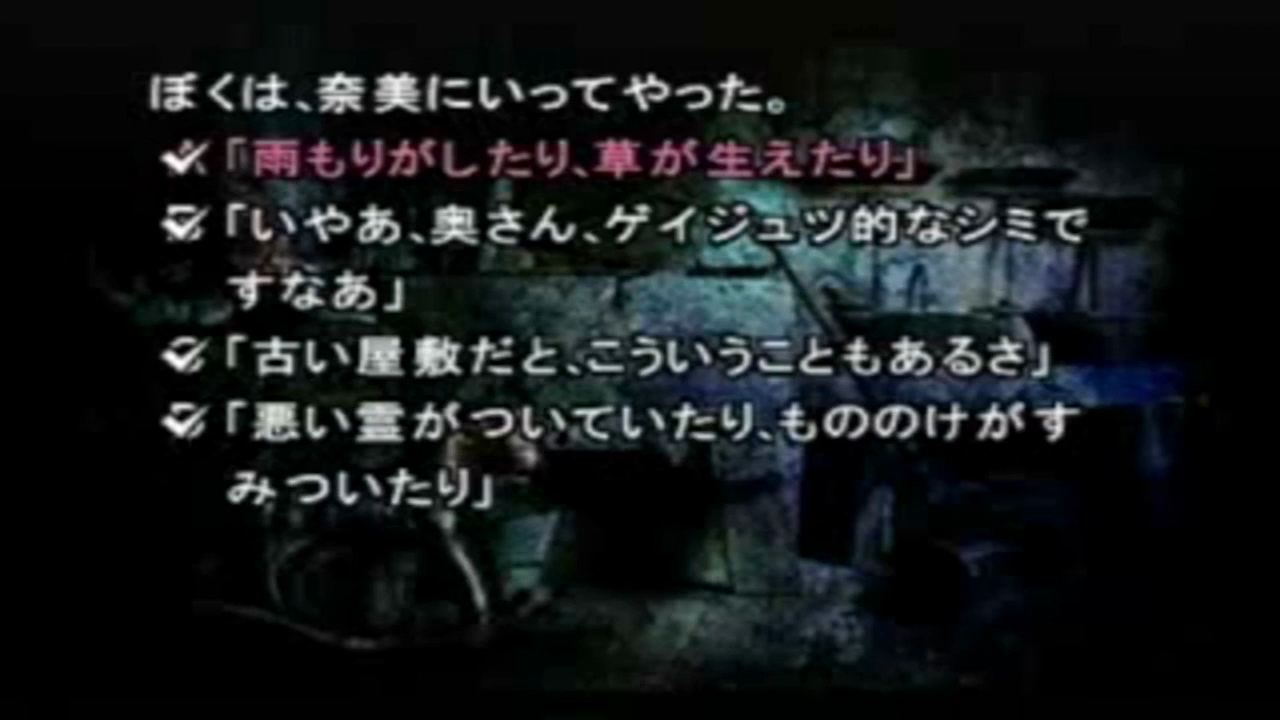 ぼくは、奈美にいってやった。
「雨もりがしたり、草が生えたり」
「いやあ、奥さん、ゲイジュツ的なシミで
すなあ」
「古い屋敷だと、こういうこともあるさ」
「悪い霊がついていたり、もののけがす
みついたり」